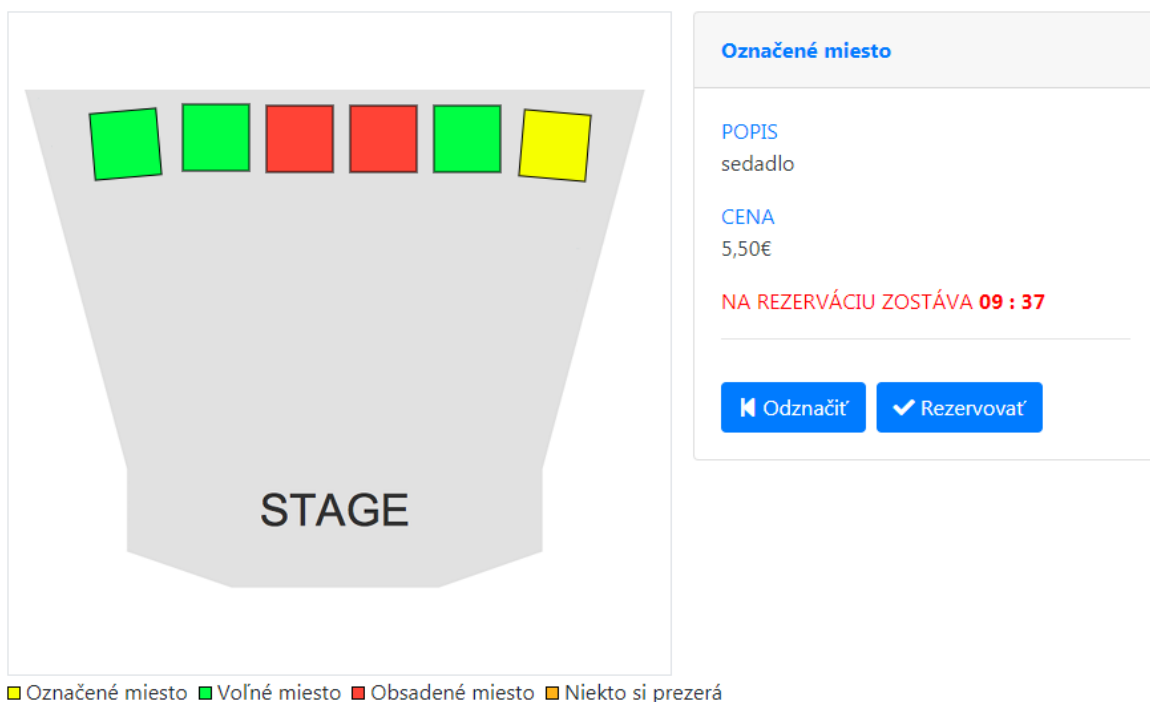 STAGE
Označené miesto Voľné miesto Obsadené miesto Niekto si prezerá
Označené miesto
POPIS
sedadlo
CENA
5,50€
NA REZERVÁCIU ZOSTÁVA 09 : 37
Odznačiť Rezervovať